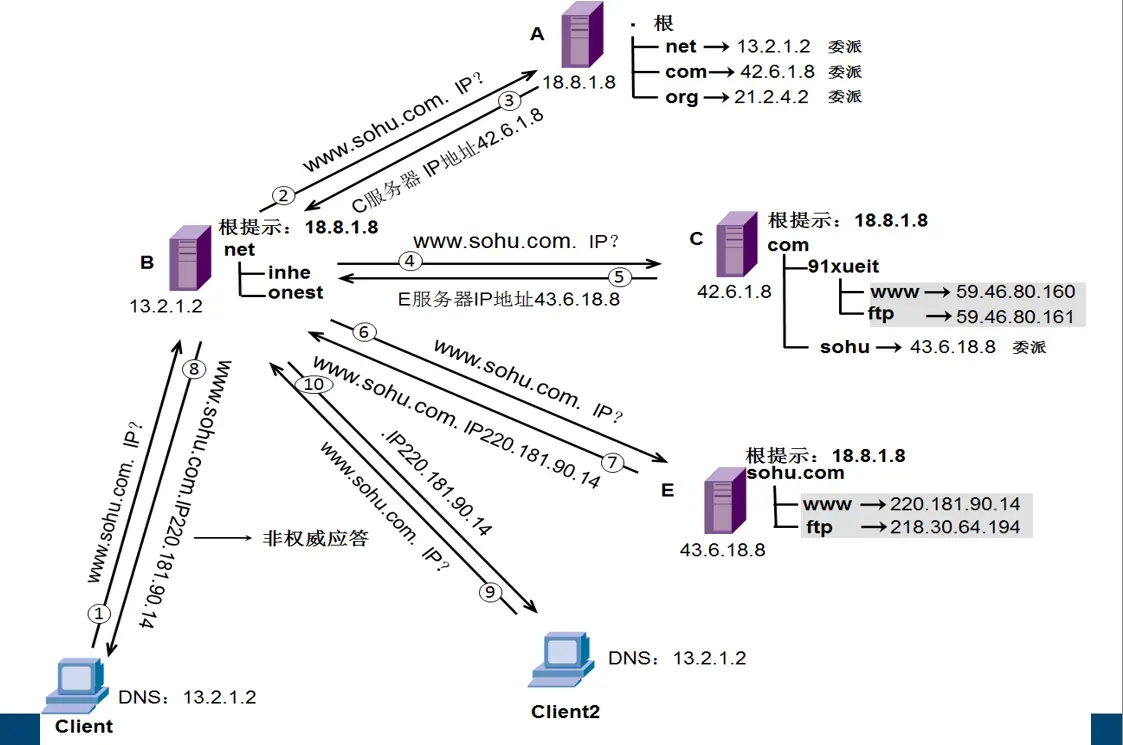 A
18.8.1.8
. 根
net → 13.2.1.2 委派
com → 42.6.1.8 委派
org → 21.2.4.2 委派
www.sohu.com. IP?
②
③
C服务器 IP地址42.6.1.8
B
13.2.1.2
根提示：18.8.1.8
net
inhe
onest
www.sohu.com. IP?
④
⑤
E服务器IP地址43.6.18.8
C
42.6.1.8
根提示：18.8.1.8
com
91xueit
www → 59.46.80.160
ftp → 59.46.80.161
sohu → 43.6.18.8 委派
⑥
www.sohu.com. IP?
www.sohu.com. IP220.181.90.14
⑦
E
43.6.18.8
根提示：18.8.1.8
sohu.com
www → 220.181.90.14
ftp → 218.30.64.194
⑩
.IP220.181.90.14
www.sohu.com. IP?
⑨
www.sohu.com. IP?
①
⑧
www.sohu.com.IP220.181.90.14
非权威应答
Client
DNS：13.2.1.2
Client2
DNS：13.2.1.2